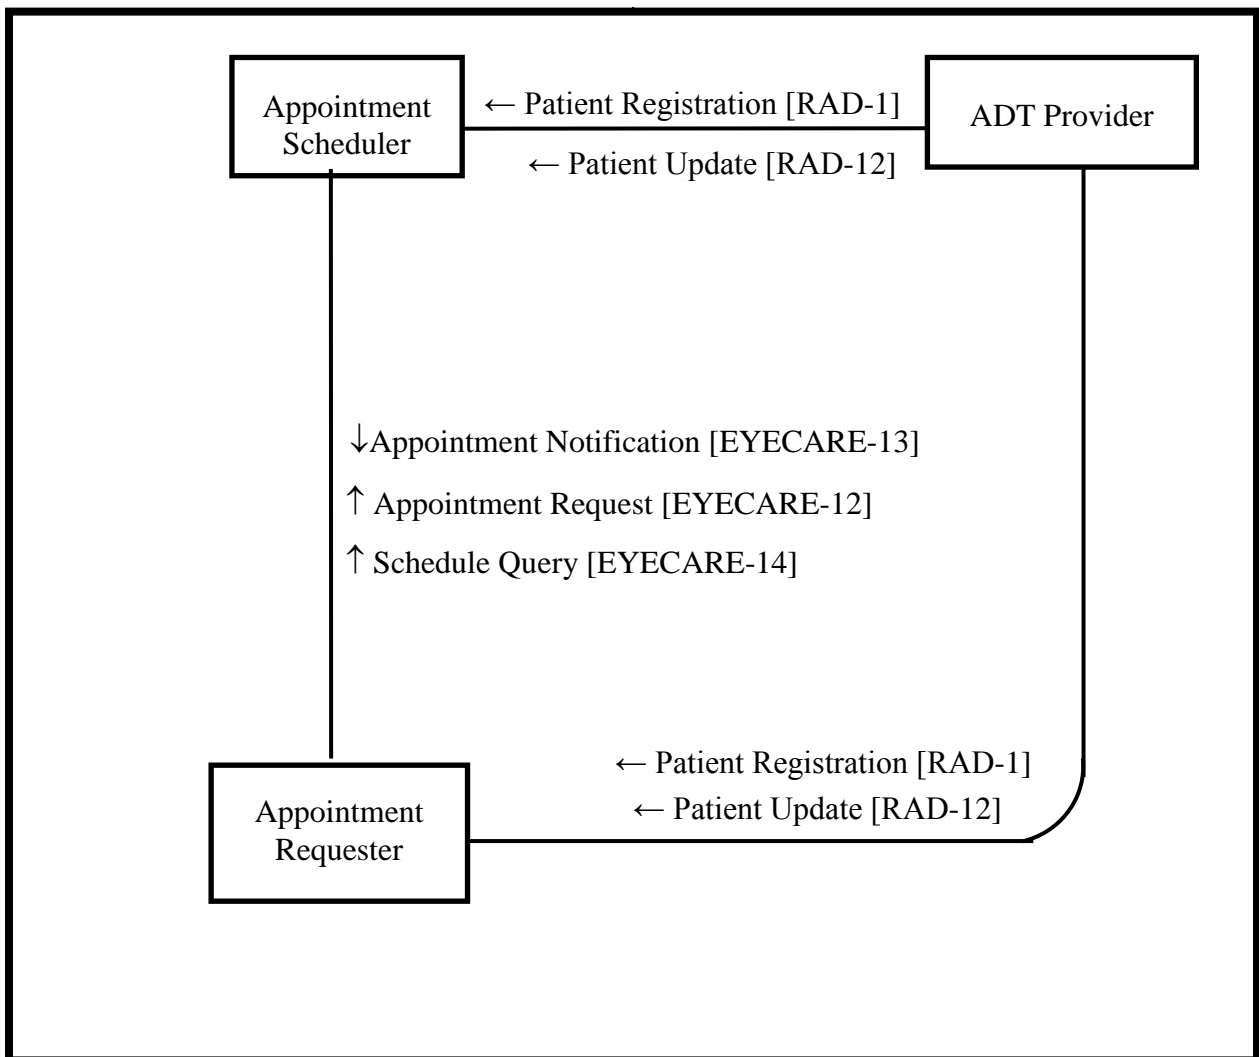 Appointment
Scheduler
← Patient Registration [RAD-1]
← Patient Update [RAD-12]
ADT Provider
↓Appointment Notification [EYECARE-13]
↑ Appointment Request [EYECARE-12]
↑ Schedule Query [EYECARE-14]
← Patient Registration [RAD-1]
← Patient Update [RAD-12]
Appointment
Requester